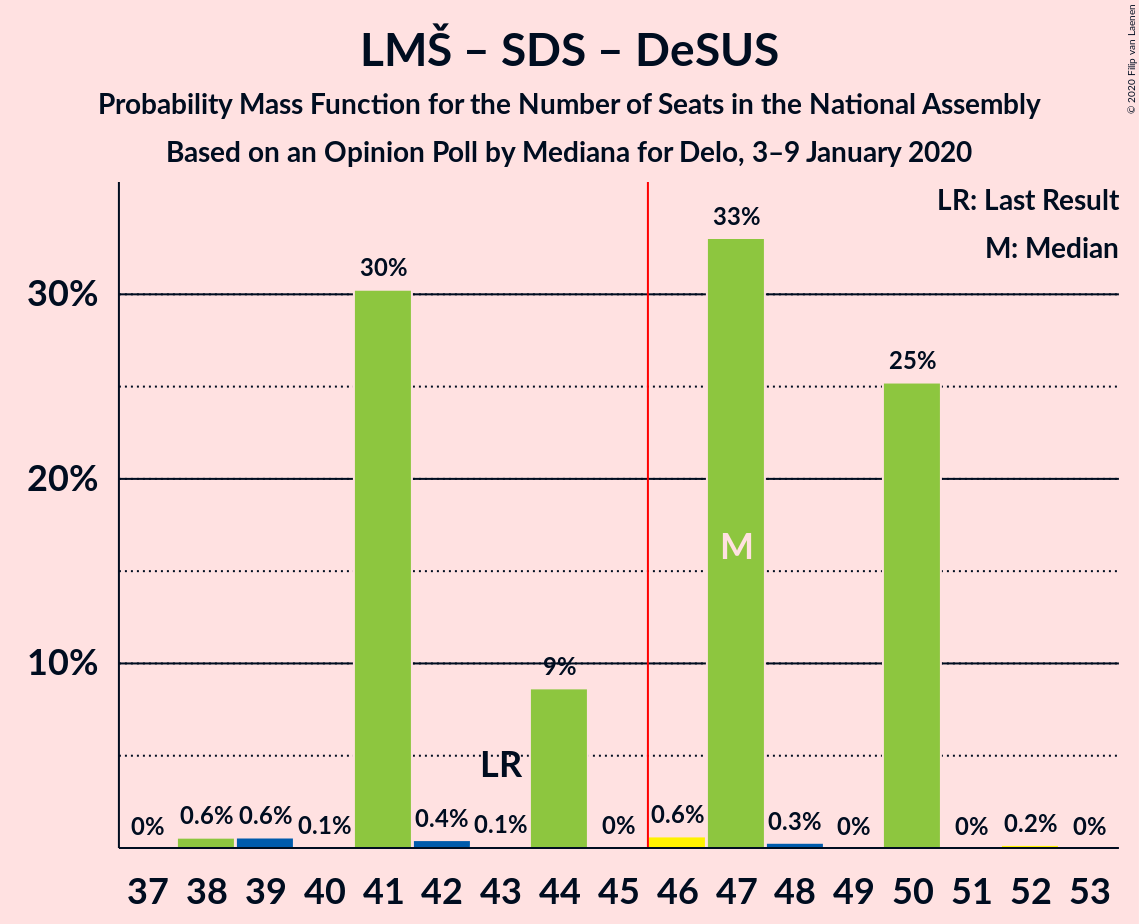 LMŠ – SDS – DeSUS
Probability Mass Function for the Number of Seats in the National Assembly
Based on an Opinion Poll by Mediana for Delo, 3–9 January 2020
© 2020 Filip van Laenen
LR: Last Result
M: Median
30%
20%
10%
0%
0.6%
0.6%
0.1%
30%
0.4%
0.1%
LR
9%
0%
0.6%
33%
M
0.3%
0%
25%
0%
0.2%
0%
37 38 39 40 41 42 43 44 45 46 47 48 49 50 51 52 53